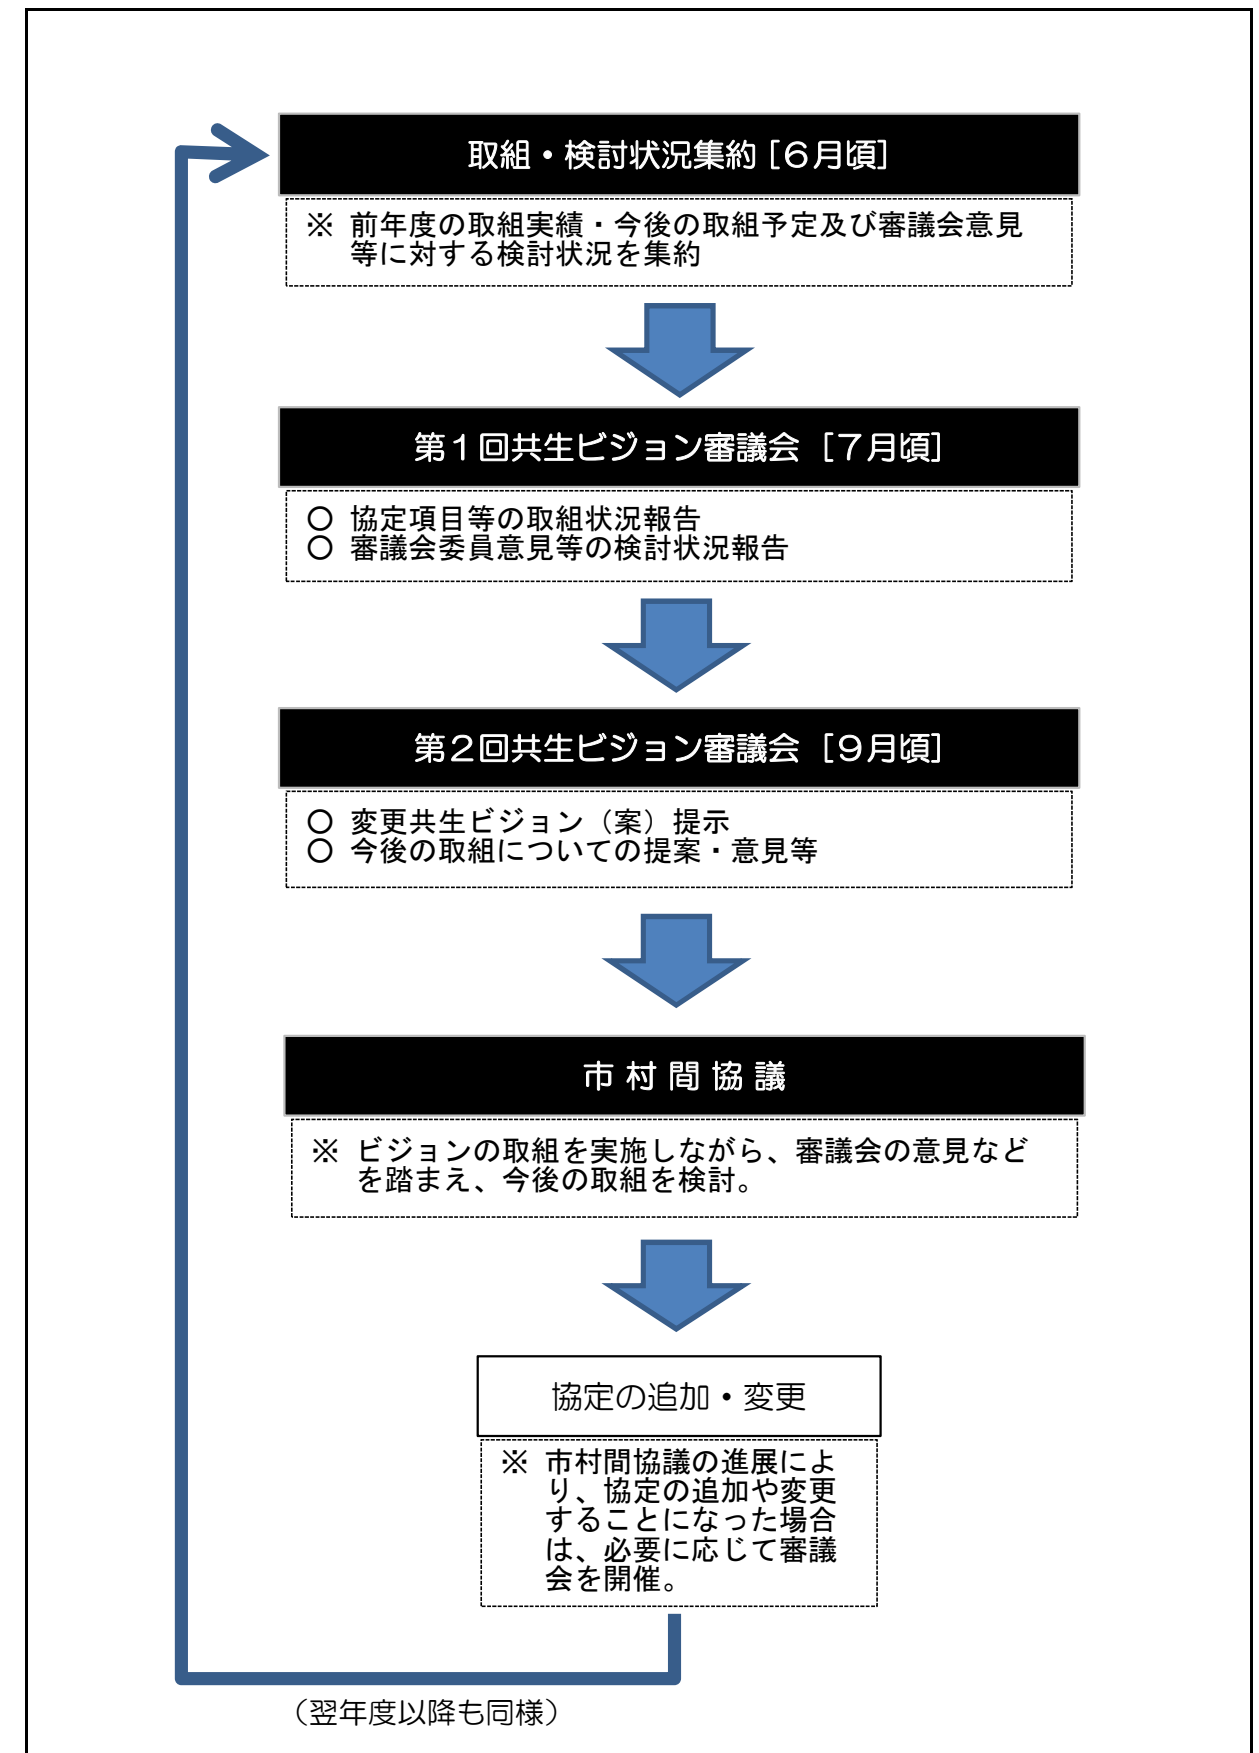 取組・検討状況集約［６月頃］
※ 前年度の取組実績・今後の取組予定及び審議会意見
等に対する検討状況を集約
第１回共生ビジョン審議会［７月頃］
○ 協定項目等の取組状況報告
○ 審議会委員意見等の検討状況報告
第２回共生ビジョン審議会［９月頃］
○ 変更共生ビジョン（案）提示
○ 今後の取組についての提案・意見等
市村間協議
※ ビジョンの取組を実施しながら、審議会の意見など
を踏まえ、今後の取組を検討。
協定の追加・変更
※ 市村間協議の進展によ
り、協定の追加や変更
することになった場合
は、必要に応じて審議
会を開催。
（翌年度以降も同様）